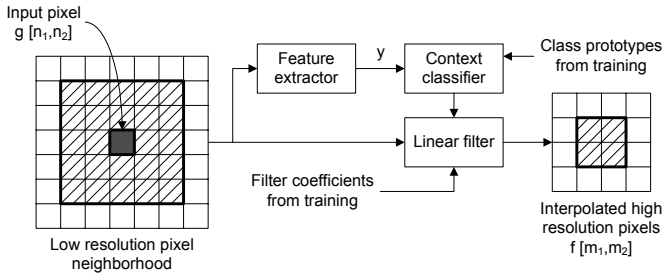 Input pixel
g [n₁,n₂]
Feature
extractor
y
Context
classifier
Class prototypes
from training
Linear filter
Filter coefficients
from training
Low resolution pixel
neighborhood
Interpolated high
resolution pixels
f [m₁,m₂]